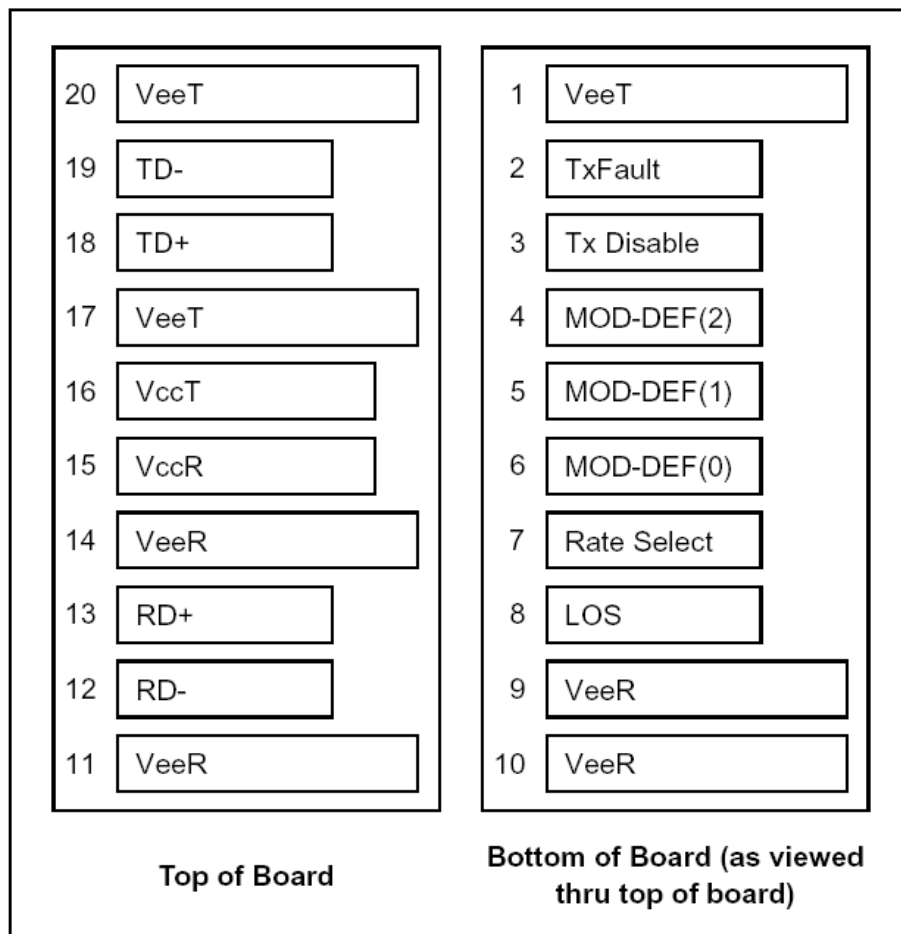 20 VeeT
19 TD-
18 TD+
17 VeeT
16 VccT
15 VccR
14 VeeR
13 RD+
12 RD-
11 VeeR
Top of Board
1 VeeT
2 TxFault
3 Tx Disable
4 MOD-DEF(2)
5 MOD-DEF(1)
6 MOD-DEF(0)
7 Rate Select
8 LOS
9 VeeR
10 VeeR
Bottom of Board (as viewed
thru top of board)